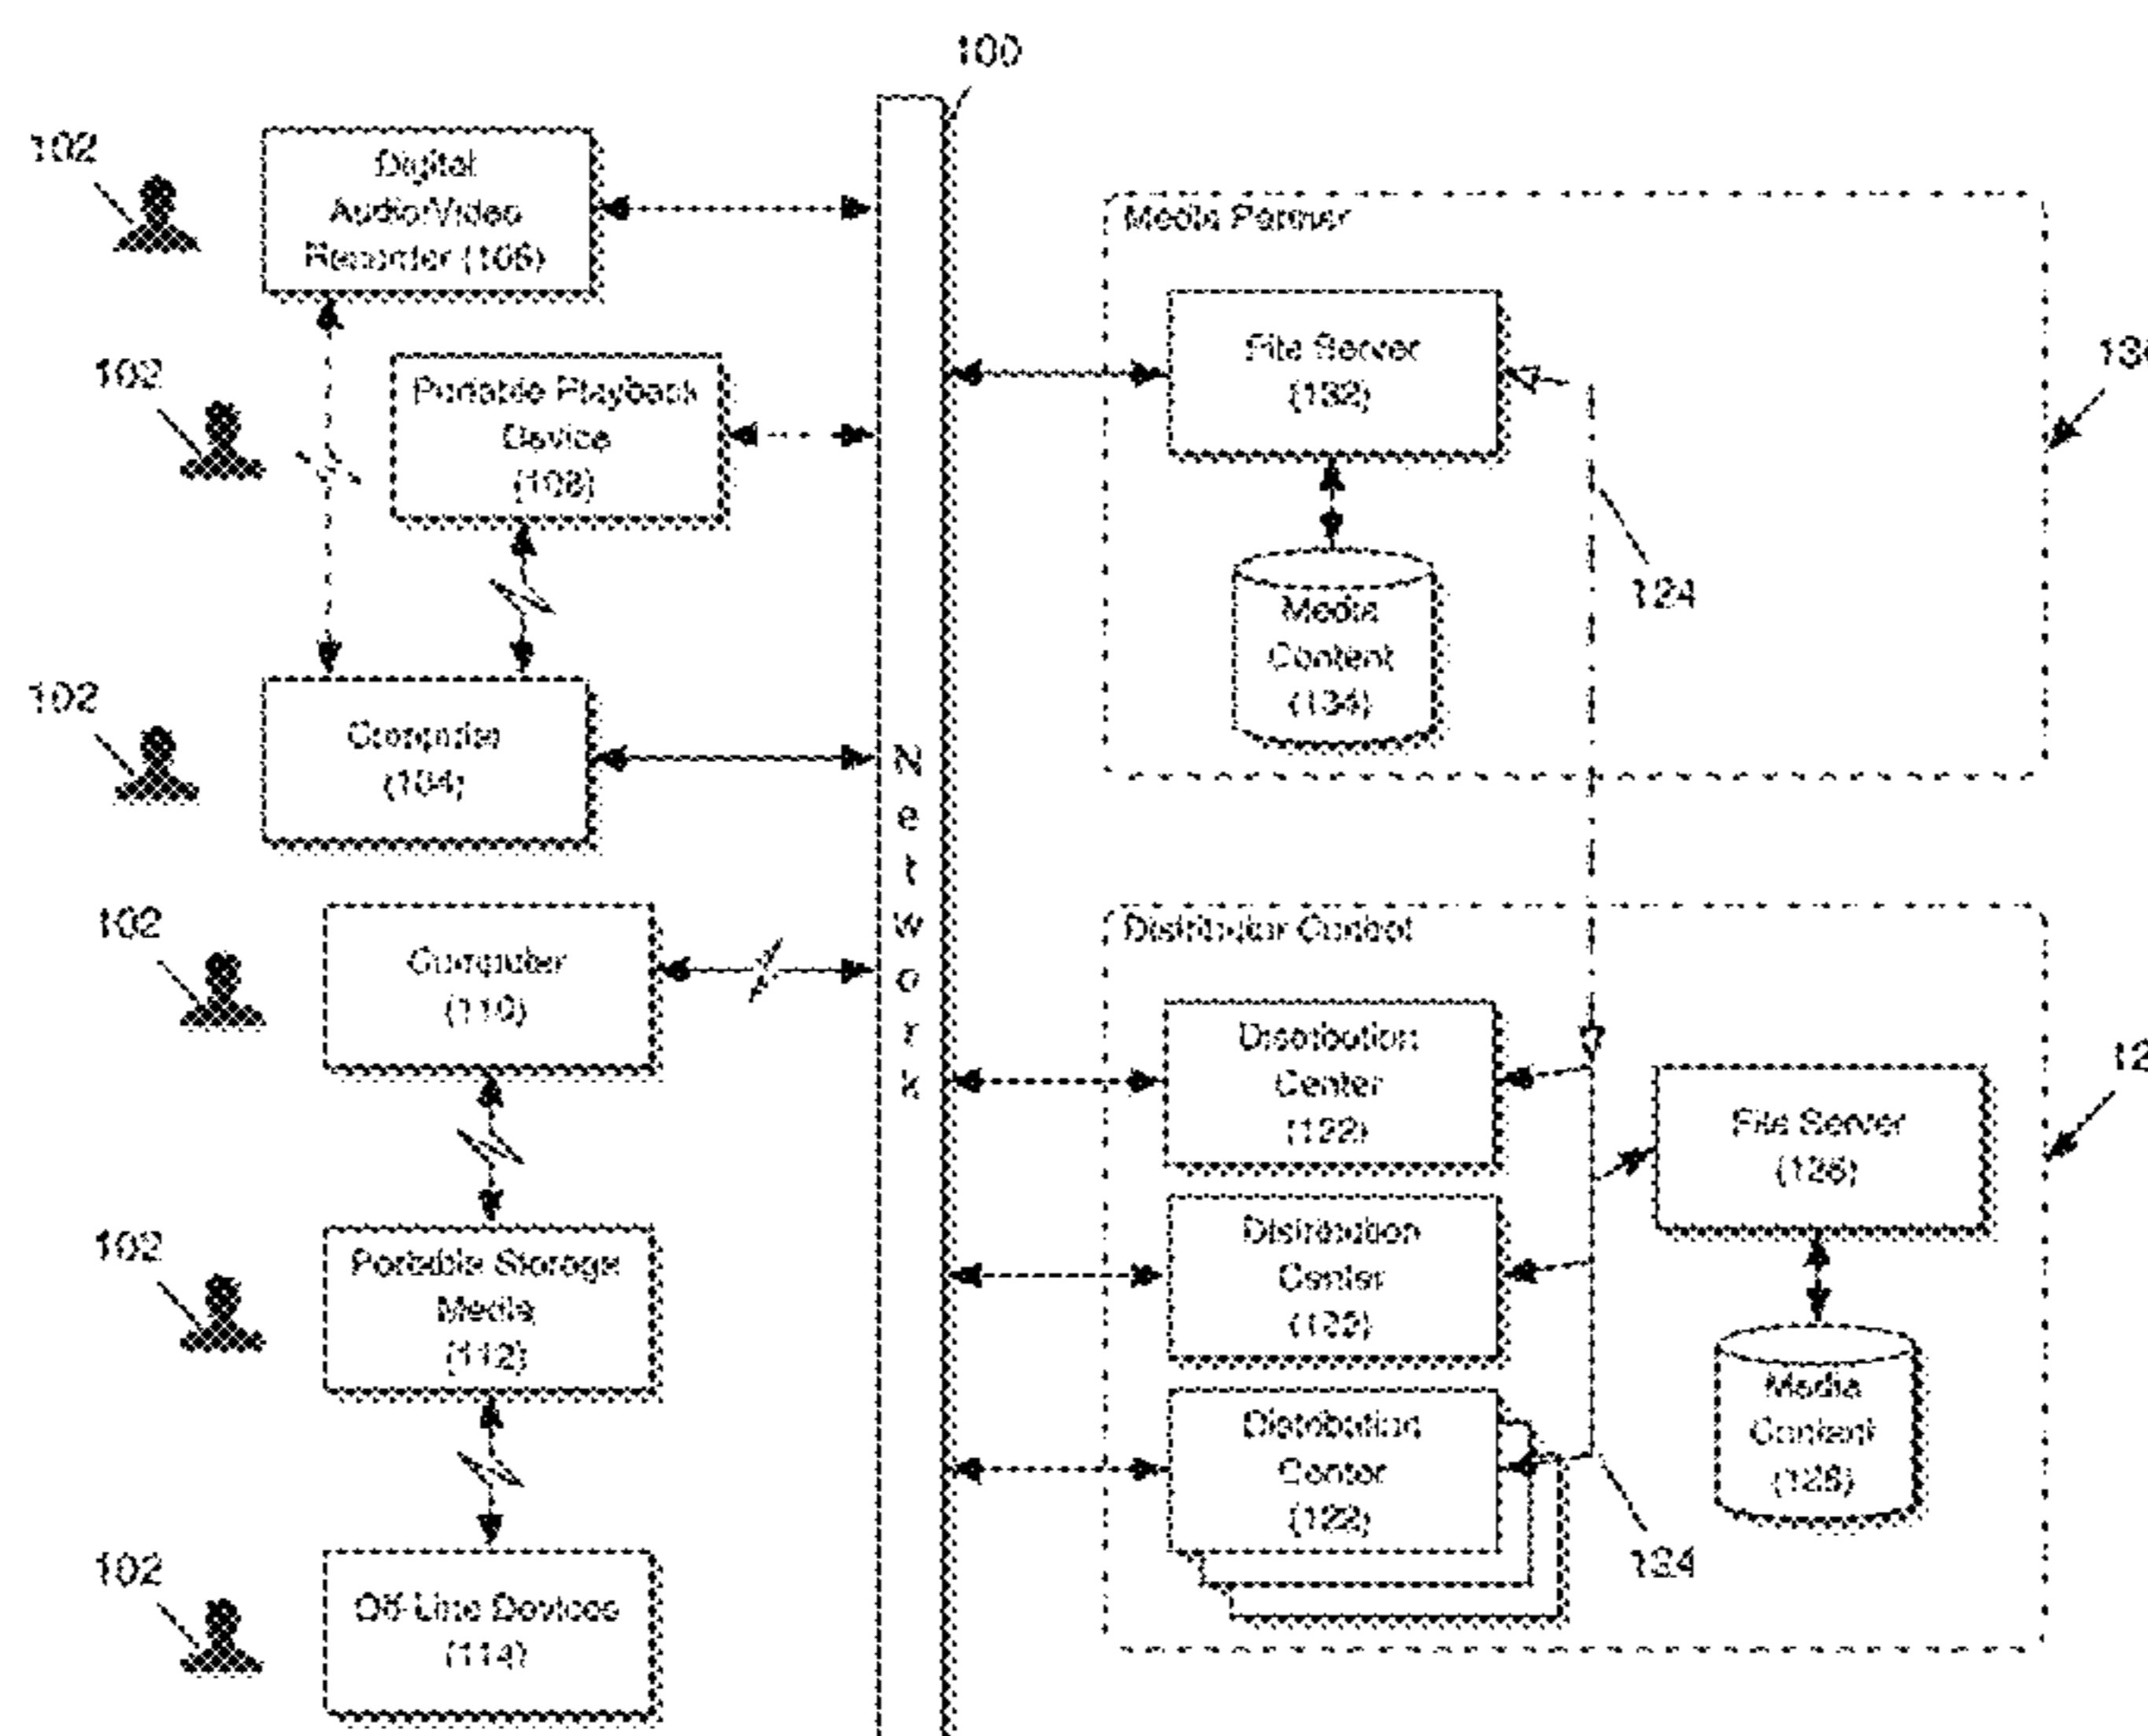 100
102
Digital
Audio/Video
Recorder (106)
102
Portable Playback
Device
(108)
102
Computer
(104)
102
Computer
(110)
102
Portable Storage
Media
(112)
102
Off-Line Devices
(114)
Network
Media Partner
File Server
(132)
Media
Content
(134)
124
Distributor Control
Distribution
Center
(122)
Distribution
Center
(122)
Distribution
Center
(122)
File Server
(126)
Media
Content
(128)
124